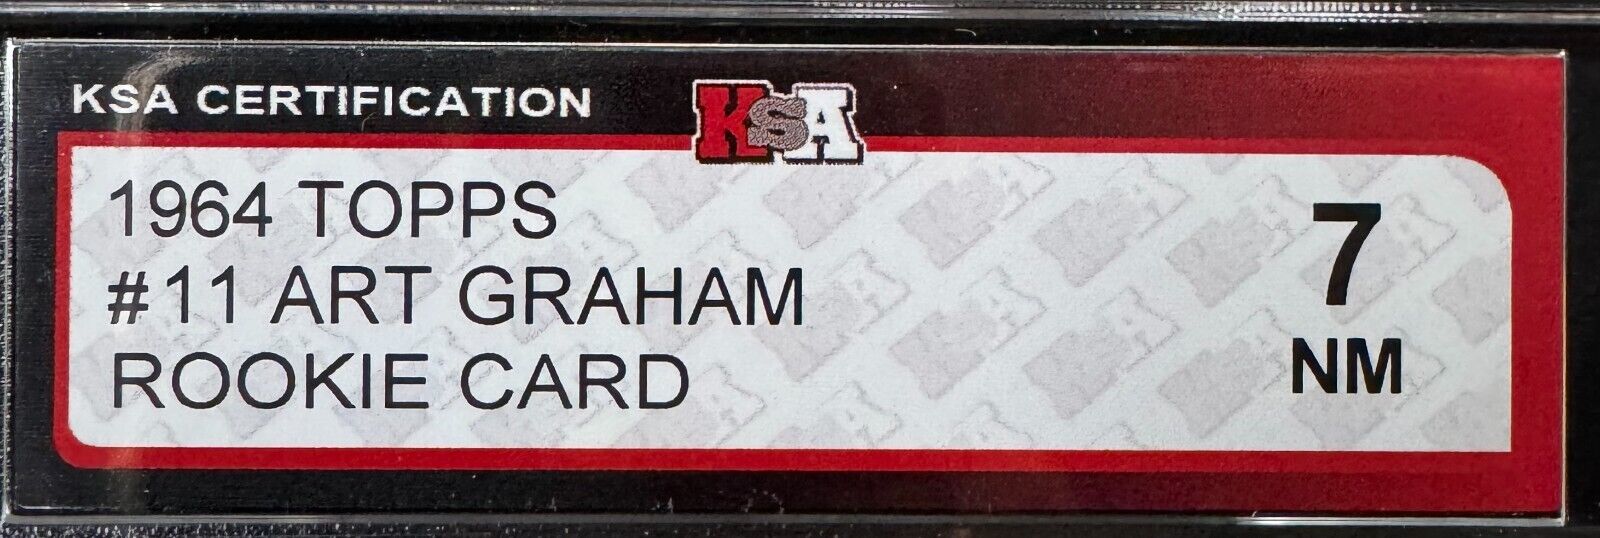 KSA CERTIFICATION
KSA
1964 TOPPS
#11 ART GRAHAM
ROOKIE CARD
7
NM